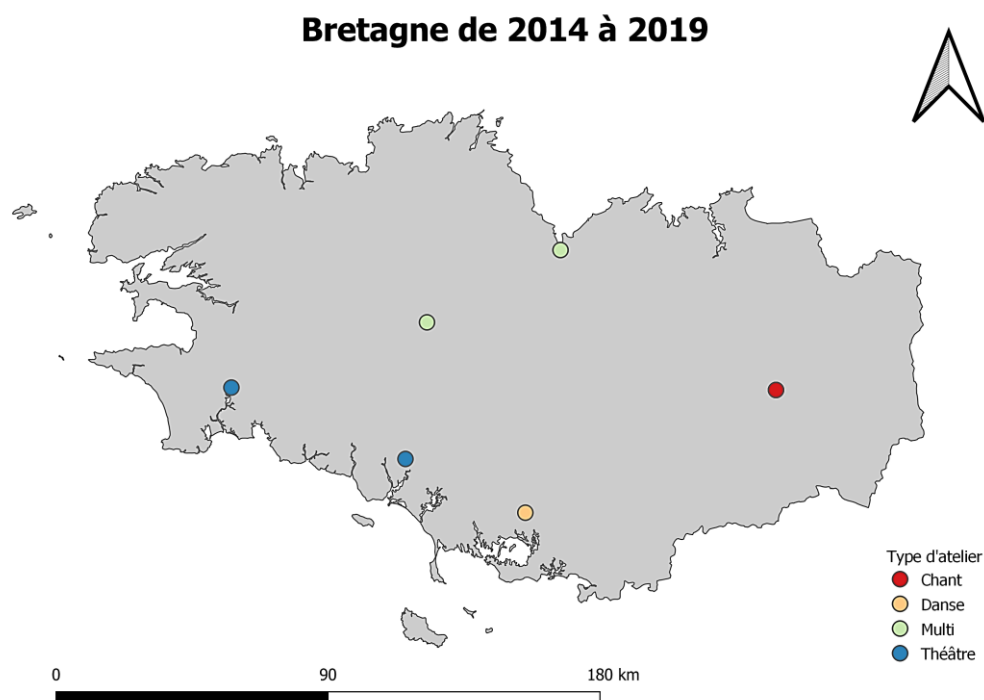 Bretagne de 2014 à 2019
Type d'atelier
Chant
Danse
Multi
Théâtre
0 90 180 km